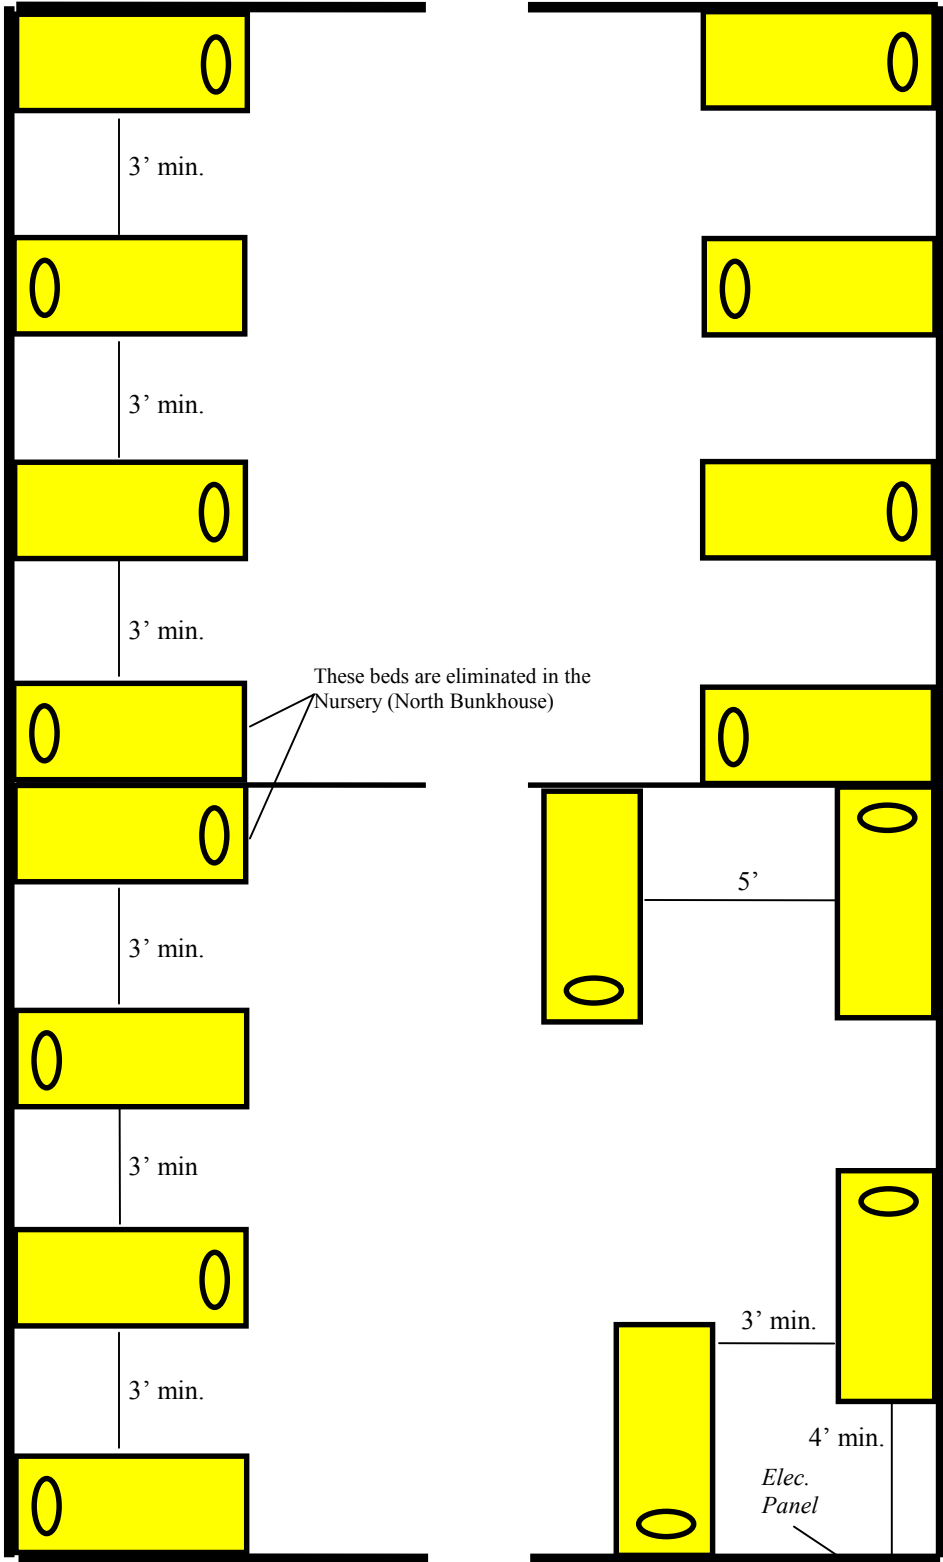 3’ min.
3’ min.
3’ min.
These beds are eliminated in the
Nursery (North Bunkhouse)
5’
3’ min.
3’ min
3’ min.
3’ min.
4’ min.
Elec.
Panel